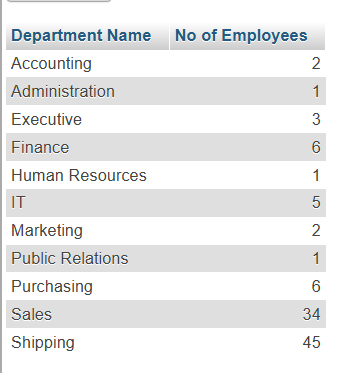 Department Name No of Employees
Accounting 2
Administration 1
Executive 3
Finance 6
Human Resources 1
IT 5
Marketing 2
Public Relations 1
Purchasing 6
Sales 34
Shipping 45